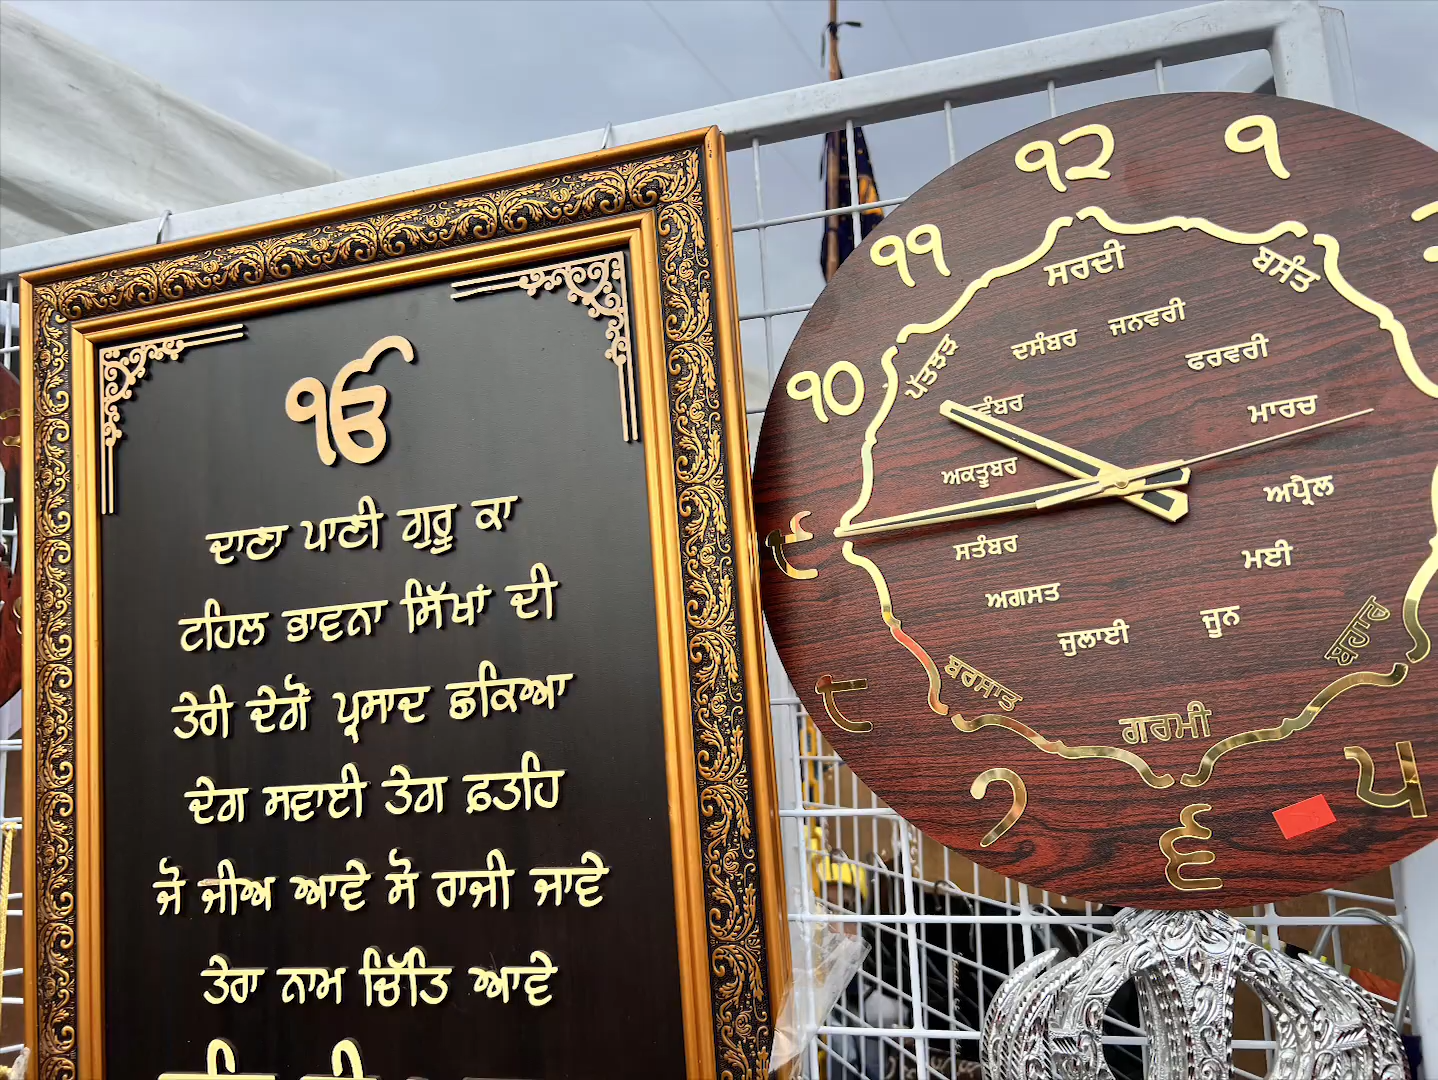 ੴ
ਦਾਣਾ ਪਾਣੀ ਗੁਰੂ ਕਾ
ਟਹਿਲ ਭਾਵਨਾ ਸਿੱਖਾਂ ਦੀ
ਤੇਰੀ ਦੇਗੋਂ ਪ੍ਰਸਾਦ ਛਕਿਆ
ਦੇਗ ਸਵਾਈ ਤੇਗ ਫ਼ਤਹਿ
ਜੋ ਜੀਅ ਆਵੇ ਸੋ ਰਾਜੀ ਜਾਵੇ
ਤੇਰਾ ਨਾਮ ਚਿੱਤਿ ਆਵੇ
੧੨
੧
੫
੬
੭
੮
੯
੧੦
੧੧
ਸਰਦੀ
ਬਸੰਤ
ਬਹਾਰ
ਗਰਮੀ
ਬਰਸਾਤ
ਪੱਤਝੜ
ਜਨਵਰੀ
ਫਰਵਰੀ
ਮਾਰਚ
ਅਪ੍ਰੈਲ
ਮਈ
ਜੂਨ
ਜੁਲਾਈ
ਅਗਸਤ
ਸਤੰਬਰ
ਅਕਤੂਬਰ
ਦਸੰਬਰ